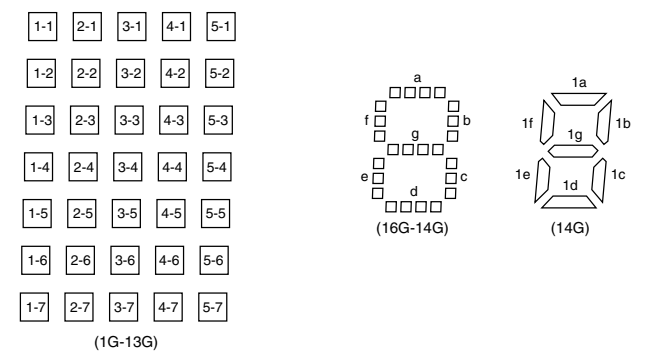 1-1 2-1 3-1 4-1 5-1
1-2 2-2 3-2 4-2 5-2
1-3 2-3 3-3 4-3 5-3
1-4 2-4 3-4 4-4 5-4
1-5 2-5 3-5 4-5 5-5
1-6 2-6 3-6 4-6 5-6
1-7 2-7 3-7 4-7 5-7
(1G-13G)
a
f b
g
e c
d
(16G-14G)
1a
1f 1b
1g
1e 1c
1d
(14G)